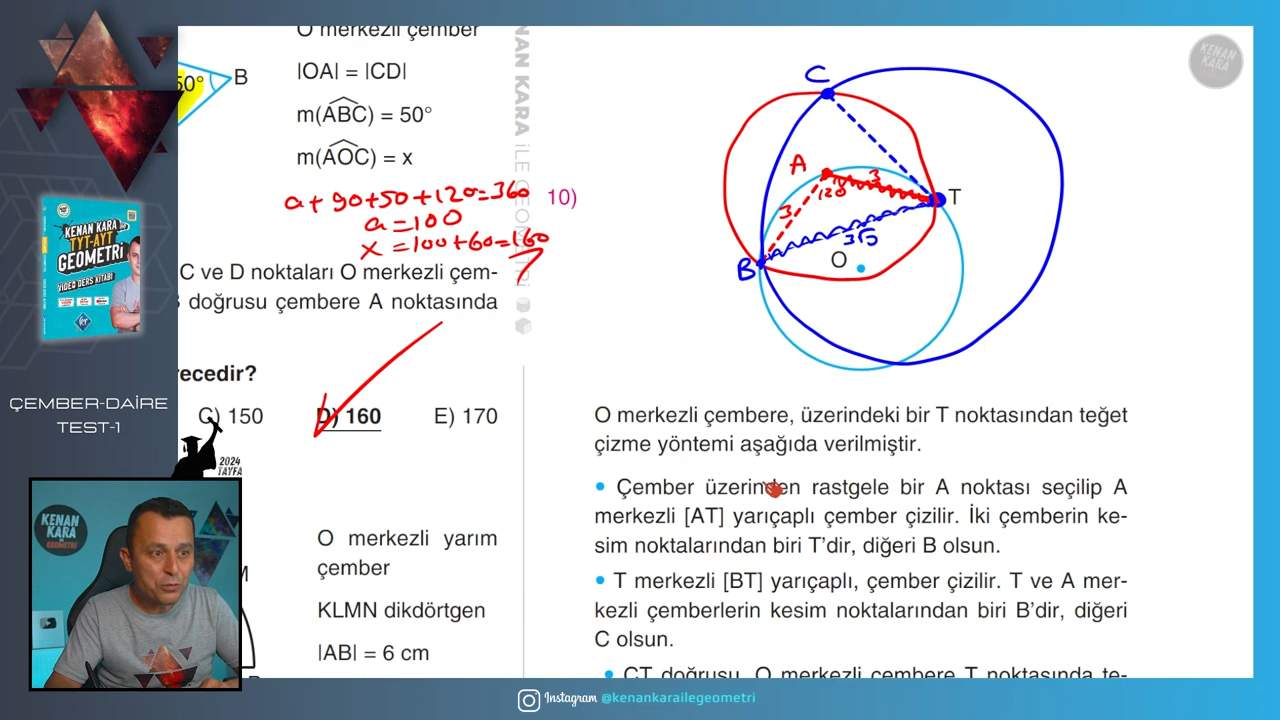 O merkezli çember
|OA| = |CD|
m(ABC) = 50°
m(AOC) = x
50°
B
a+90+50+120=360
a=100
x=100+60=160
C ve D noktaları O merkezli çem-
doğrusu çembere A noktasında
recedir?
C) 150 D) 160 E) 170
O merkezli yarım
çember
KLMN dikdörtgen
|AB| = 6 cm
NAN KARA İLE GEOMETRİ
10)
C
A
3
120
T
3
3√3
B
O
O merkezli çembere, üzerindeki bir T noktasından teğet
çizme yöntemi aşağıda verilmiştir.
• Çember üzerinden rastgele bir A noktası seçilip A
merkezli [AT] yarıçaplı çember çizilir. İki çemberin ke-
sim noktalarından biri T'dir, diğeri B olsun.
• T merkezli [BT] yarıçaplı, çember çizilir. T ve A mer-
kezli çemberlerin kesim noktalarından biri B'dir, diğeri
C olsun.
• CT doğrusu, O merkezli çembere T noktasında te-
KENAN KARA
KENAN KARA
TYT-AYT
GEOMETRİ
VİDEO DERS KİTABI
ÇEMBER-DAİRE
TEST-1
2024
TAYFA
KENAN
KARA
GEOMETRİ
Instagram @kenankarailegeometri